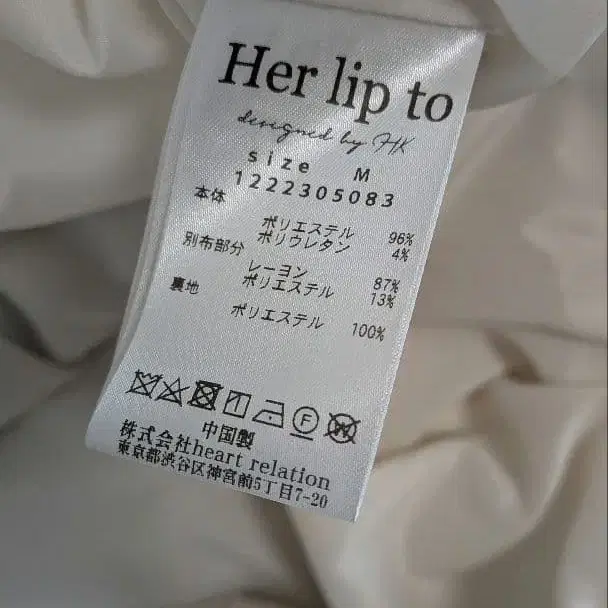 Her lip to
designed by HK
size M
1222305083
本体
ポリエステル 96%
ポリウレタン 4%
別布部分
レーヨン 87%
ポリエステル 13%
裏地
ポリエステル 100%
F
W
中国製
株式会社heart relation
東京都渋谷区神宮前5丁目7-20